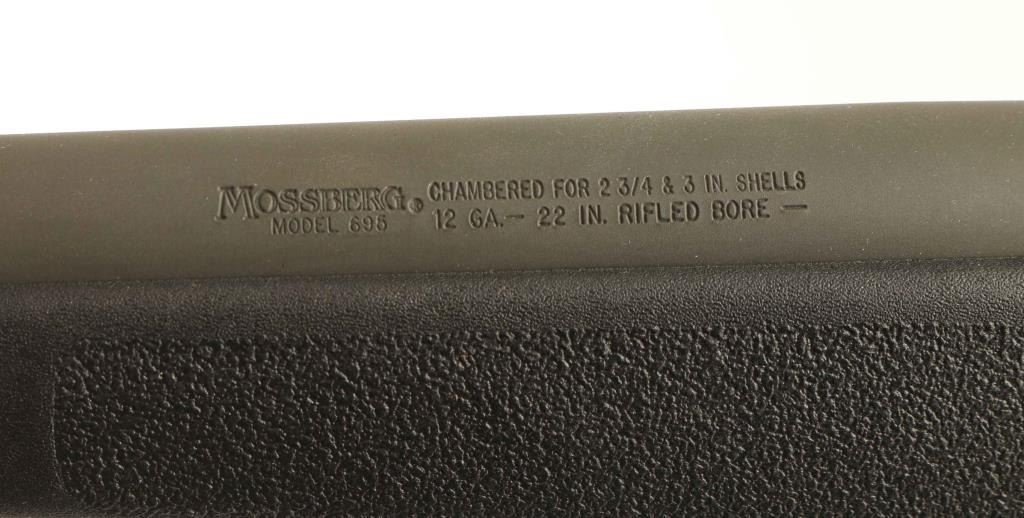 MOSSBERG® CHAMBERED FOR 2 3/4 & 3 IN. SHELLS
MODEL 695 12 GA.— 22 IN. RIFLED BORE —